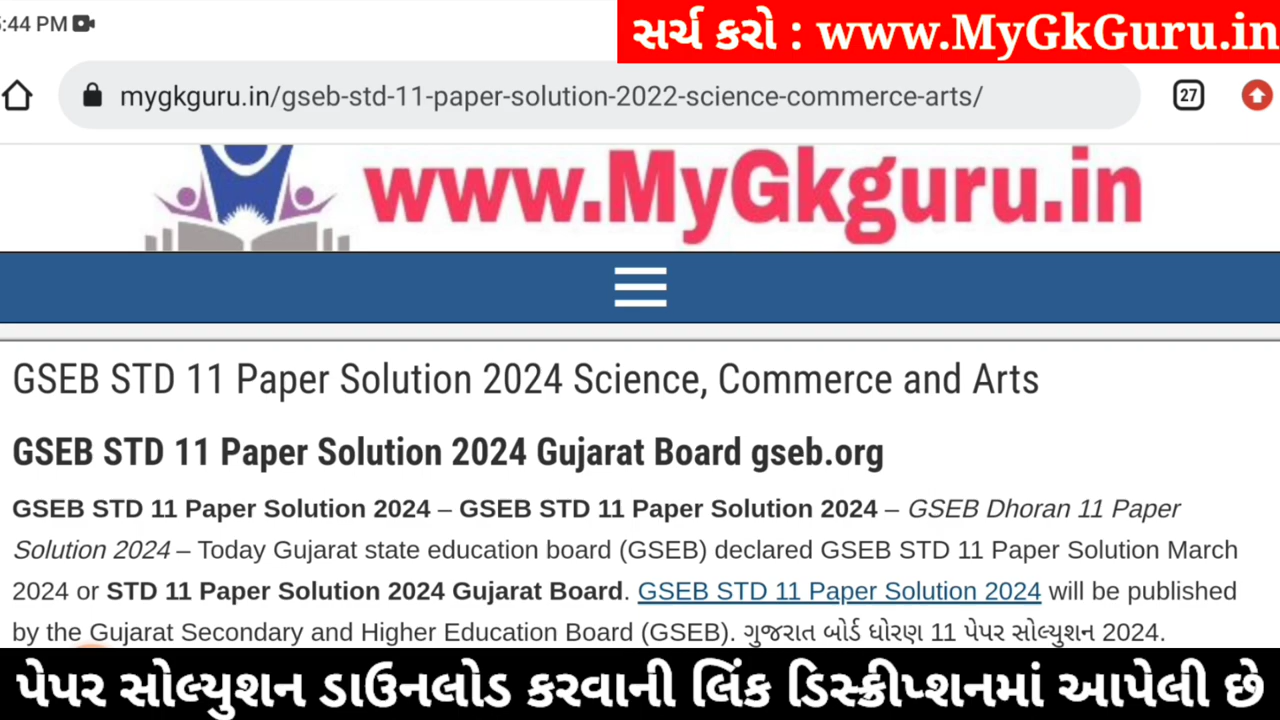 5:44 PM
સર્ચ કરો : www.MyGkGuru.in
mygkguru.in/gseb-std-11-paper-solution-2022-science-commerce-arts/
27
www.MyGkguru.in
GSEB STD 11 Paper Solution 2024 Science, Commerce and Arts
GSEB STD 11 Paper Solution 2024 Gujarat Board gseb.org
GSEB STD 11 Paper Solution 2024 – GSEB STD 11 Paper Solution 2024 – GSEB Dhoran 11 Paper
Solution 2024 – Today Gujarat state education board (GSEB) declared GSEB STD 11 Paper Solution March
2024 or STD 11 Paper Solution 2024 Gujarat Board. GSEB STD 11 Paper Solution 2024 will be published
by the Gujarat Secondary and Higher Education Board (GSEB). ગુજરાત બોર્ડ ધોરણ 11 પેપર સોલ્યુશન 2024.
પેપર સોલ્યુશન ડાઉનલોડ કરવાની લિંક ડિસ્ક્રીપ્શનમાં આપેલી છે